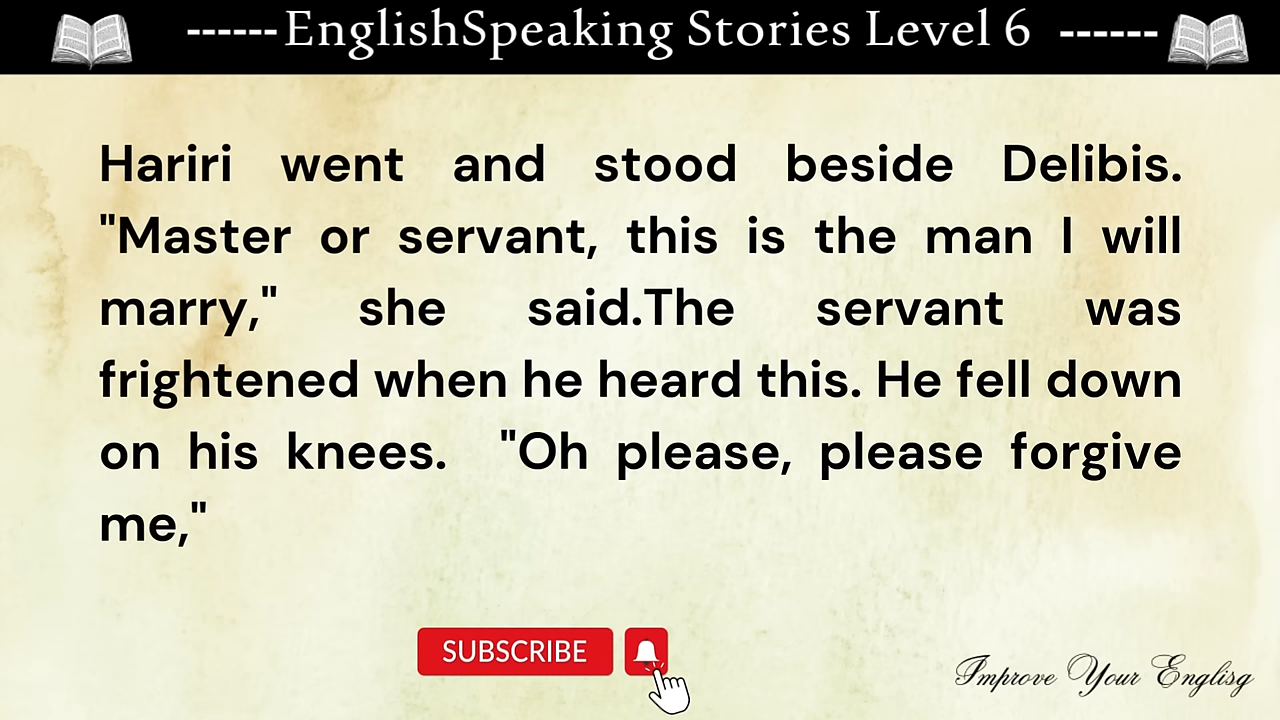 ------EnglishSpeaking Stories Level 6 ------
Hariri went and stood beside Delibis.
"Master or servant, this is the man I will
marry," she said.The servant was
frightened when he heard this. He fell down
on his knees.  "Oh please, please forgive
me,"
SUBSCRIBE
Improve Your Englisg